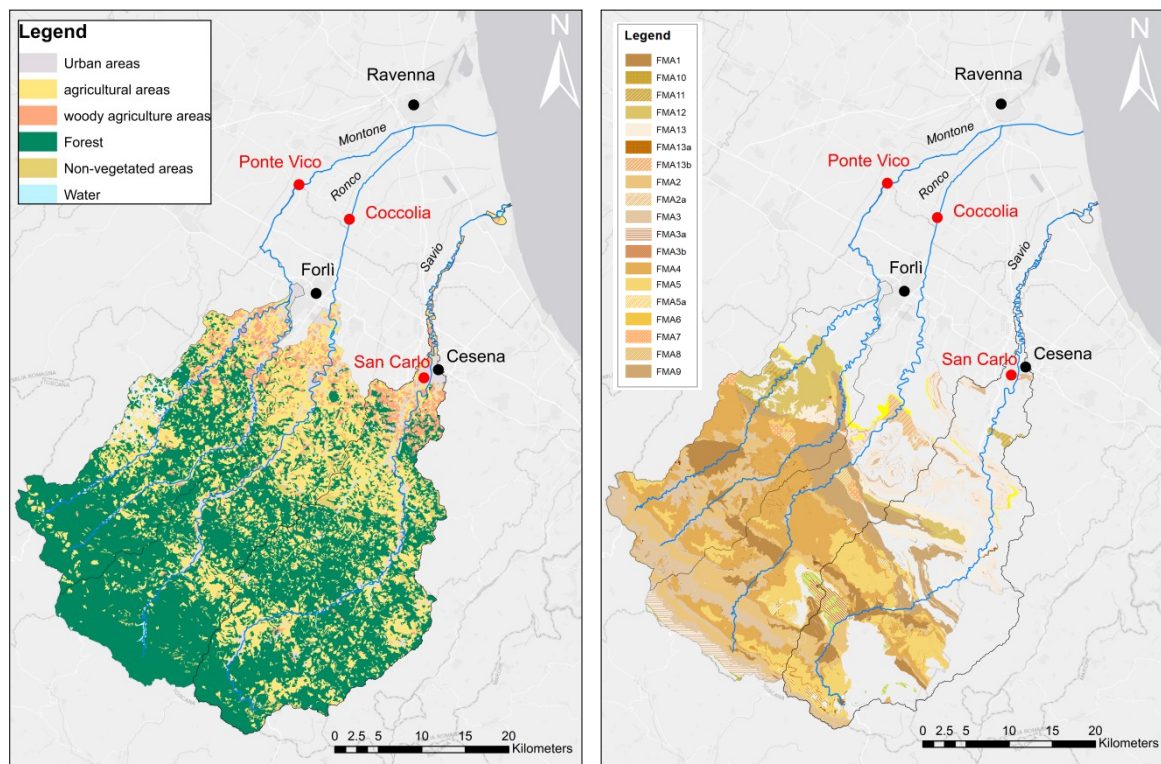 Legend
Urban areas
agricultural areas
woody agriculture areas
Forest
Non-vegetated areas
Water
N
Ravenna
Montone
Ponte Vico
Ronco
Coccolia
Savio
Forlì
San Carlo
Cesena
0 2.5 5 10 15 20
Kilometers
Legend
FMA1
FMA10
FMA11
FMA12
FMA13
FMA13a
FMA13b
FMA2
FMA2a
FMA3
FMA3a
FMA3b
FMA4
FMA5
FMA5a
FMA6
FMA7
FMA8
FMA9
N
Ravenna
Montone
Ponte Vico
Ronco
Coccolia
Savio
Forlì
San Carlo
Cesena
0 2.5 5 10 15 20
Kilometers